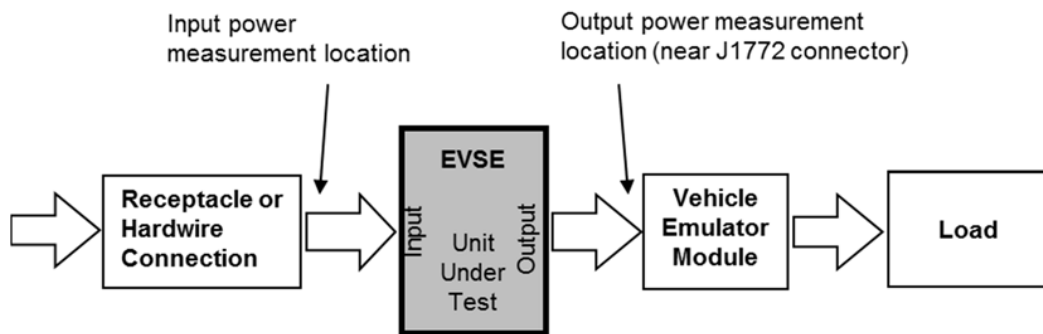 Input power
measurement location
Output power measurement
location (near J1772 connector)
Receptacle or
Hardwire
Connection
EVSE
Input
Unit
Under
Test
Output
Vehicle
Emulator
Module
Load